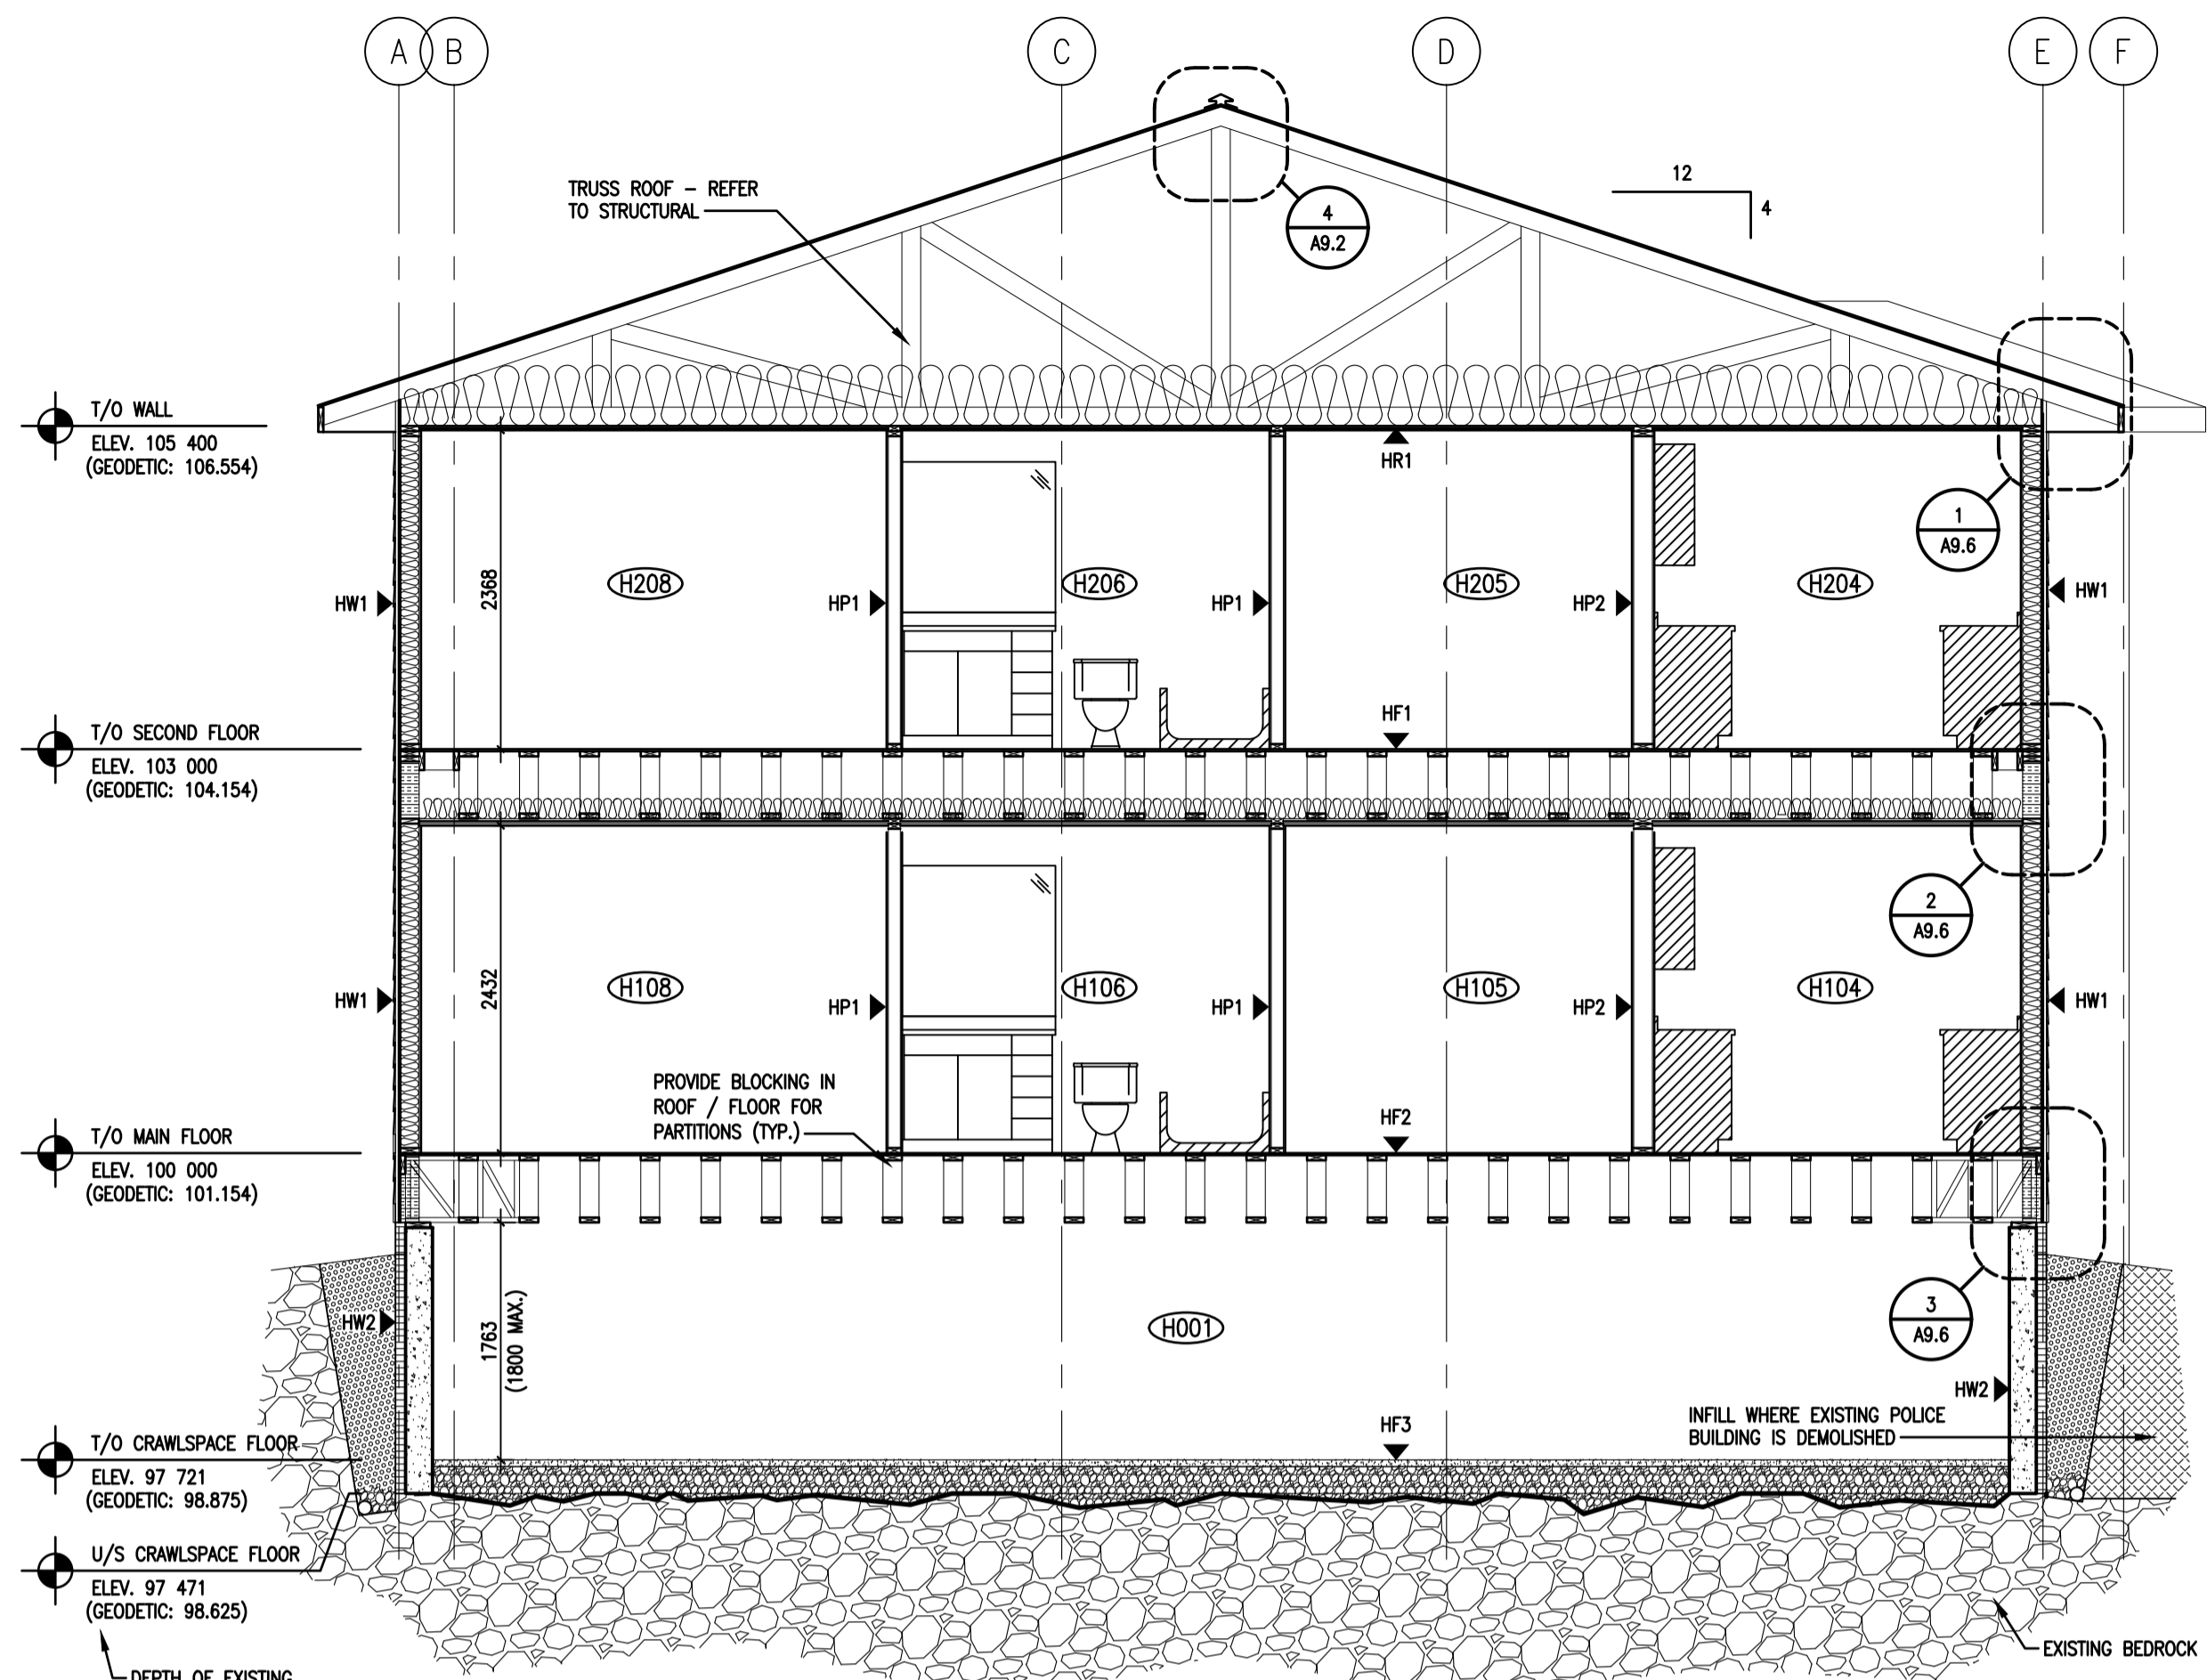 A
B
C
D
E
F
TRUSS ROOF - REFER
TO STRUCTURAL
12
4
4
A9.2
T/O WALL
ELEV. 105 400
(GEODETIC: 106.554)
HR1
1
A9.6
2368
H208
H206
H205
H204
HW1
HP1
HP1
HP2
HW1
HF1
T/O SECOND FLOOR
ELEV. 103 000
(GEODETIC: 104.154)
2
A9.6
2432
H108
H106
H105
H104
HW1
HP1
HP1
HP2
HW1
PROVIDE BLOCKING IN
ROOF / FLOOR FOR
PARTITIONS (TYP.)
HF2
T/O MAIN FLOOR
ELEV. 100 000
(GEODETIC: 101.154)
3
A9.6
HW2
1763
(1800 MAX.)
H001
HW2
HF3
INFILL WHERE EXISTING POLICE
BUILDING IS DEMOLISHED
T/O CRAWLSPACE FLOOR
ELEV. 97 721
(GEODETIC: 98.875)
U/S CRAWLSPACE FLOOR
ELEV. 97 471
(GEODETIC: 98.625)
EXISTING BEDROCK
DEPTH OF EXISTING